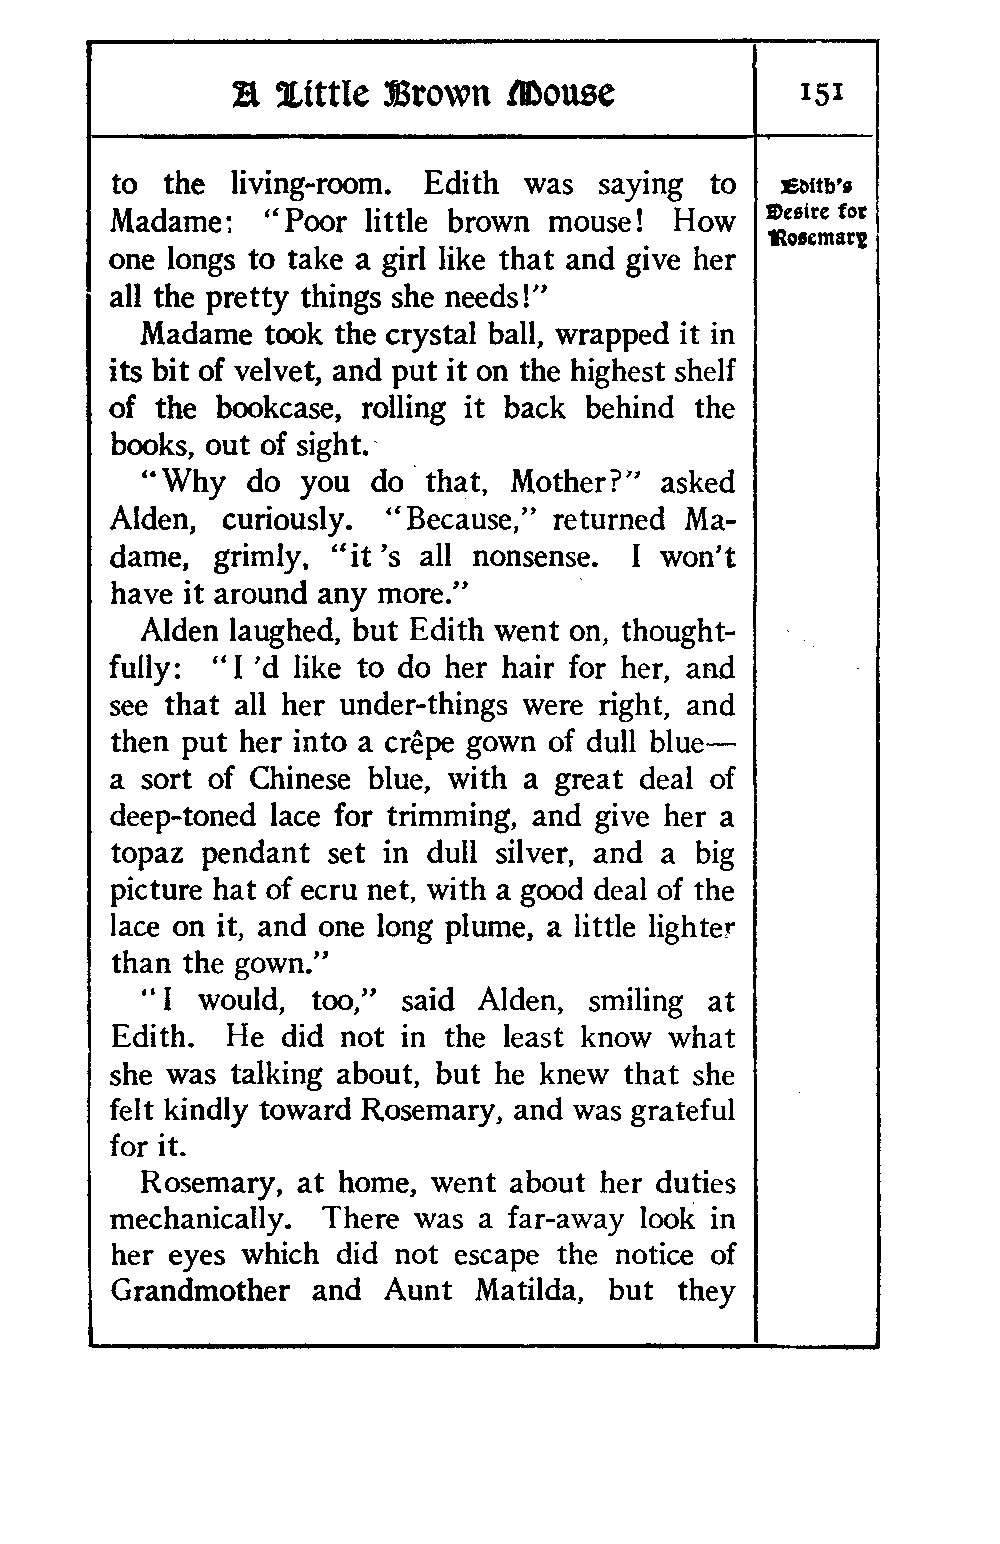 A Little Brown Mouse
151
to the living-room. Edith was saying to
Madame: "Poor little brown mouse! How
one longs to take a girl like that and give her
all the pretty things she needs!"
Madame took the crystal ball, wrapped it in
its bit of velvet, and put it on the highest shelf
of the bookcase, rolling it back behind the
books, out of sight.
"Why do you do that, Mother?" asked
Alden, curiously. "Because," returned Ma-
dame, grimly, "it 's all nonsense. I won't
have it around any more."
Alden laughed, but Edith went on, thought-
fully: "I 'd like to do her hair for her, and
see that all her under-things were right, and
then put her into a crêpe gown of dull blue—
a sort of Chinese blue, with a great deal of
deep-toned lace for trimming, and give her a
topaz pendant set in dull silver, and a big
picture hat of ecru net, with a good deal of the
lace on it, and one long plume, a little lighter
than the gown."
"I would, too," said Alden, smiling at
Edith. He did not in the least know what
she was talking about, but he knew that she
felt kindly toward Rosemary, and was grateful
for it.
Rosemary, at home, went about her duties
mechanically. There was a far-away look in
her eyes which did not escape the notice of
Grandmother and Aunt Matilda, but they
Edith's
Desire for
Rosemary